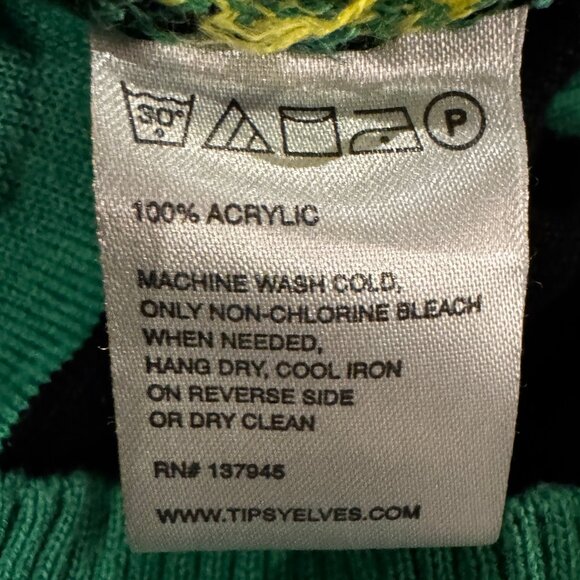 30°
P
100% ACRYLIC
MACHINE WASH COLD,
ONLY NON-CHLORINE BLEACH
WHEN NEEDED,
HANG DRY, COOL IRON
ON REVERSE SIDE
OR DRY CLEAN
RN# 137945
WWW.TIPSYELVES.COM